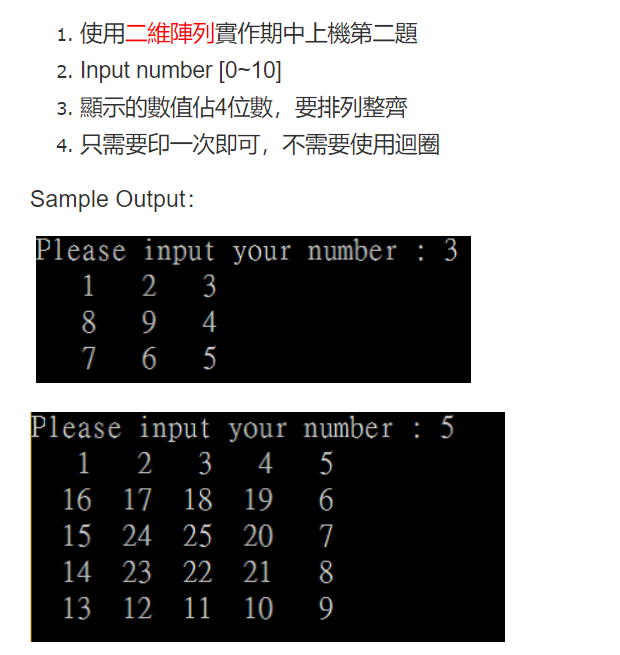 1. 使用二維陣列實作期中上機第二題
2. Input number [0~10]
3. 顯示的數值佔4位數，要排列整齊
4. 只需要印一次即可，不需要使用迴圈
Sample Output：
Please input your number : 3
1 2 3
8 9 4
7 6 5
Please input your number : 5
1 2 3 4 5
16 17 18 19 6
15 24 25 20 7
14 23 22 21 8
13 12 11 10 9